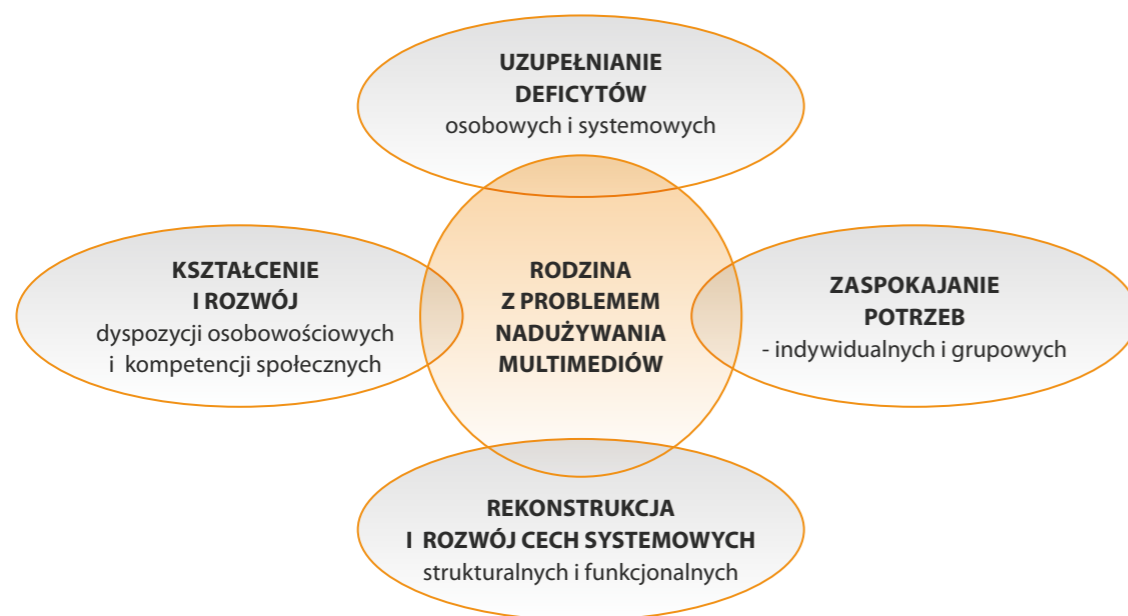 UZUPEŁNIANIE
DEFICYTÓW
osobowych i systemowych
KSZTAŁCENIE
I ROZWÓJ
dyspozycji osobowościowych
i kompetencji społecznych
RODZINA
Z PROBLEMEM
NADUŻYWANIA
MULTIMEDIÓW
ZASPOKAJANIE
POTRZEB
- indywidualnych i grupowych
REKONSTRUKCJA
I ROZWÓJ CECH SYSTEMOWYCH
strukturalnych i funkcjonalnych